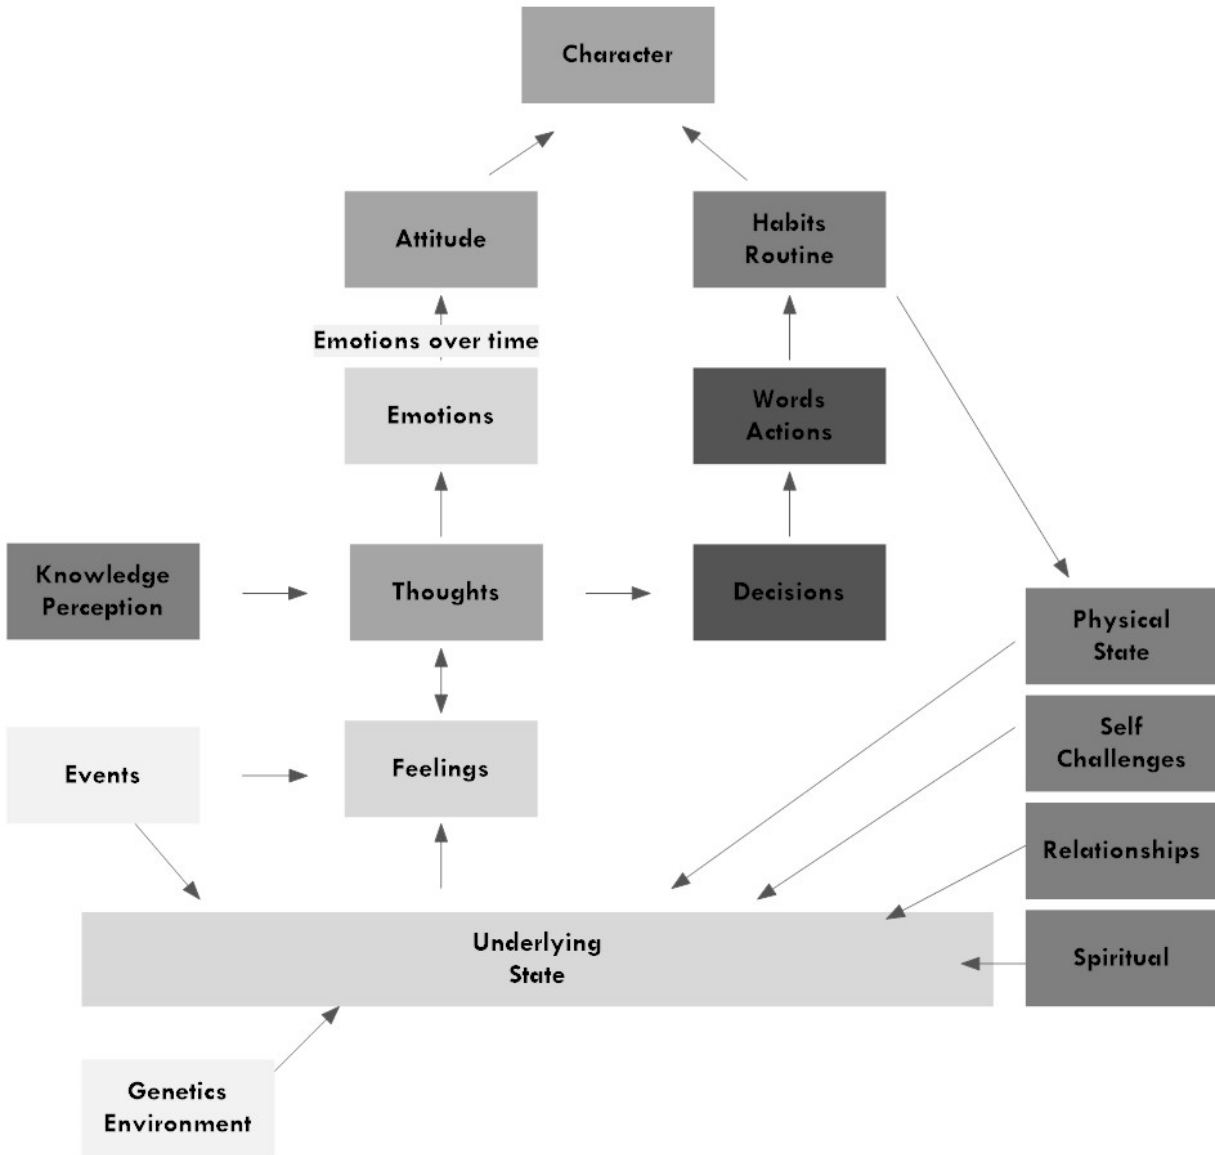 Character
Attitude
Habits
Routine
Emotions over time
Emotions
Words
Actions
Knowledge
Perception
Thoughts
Decisions
Physical
State
Events
Feelings
Self
Challenges
Relationships
Underlying
State
Spiritual
Genetics
Environment